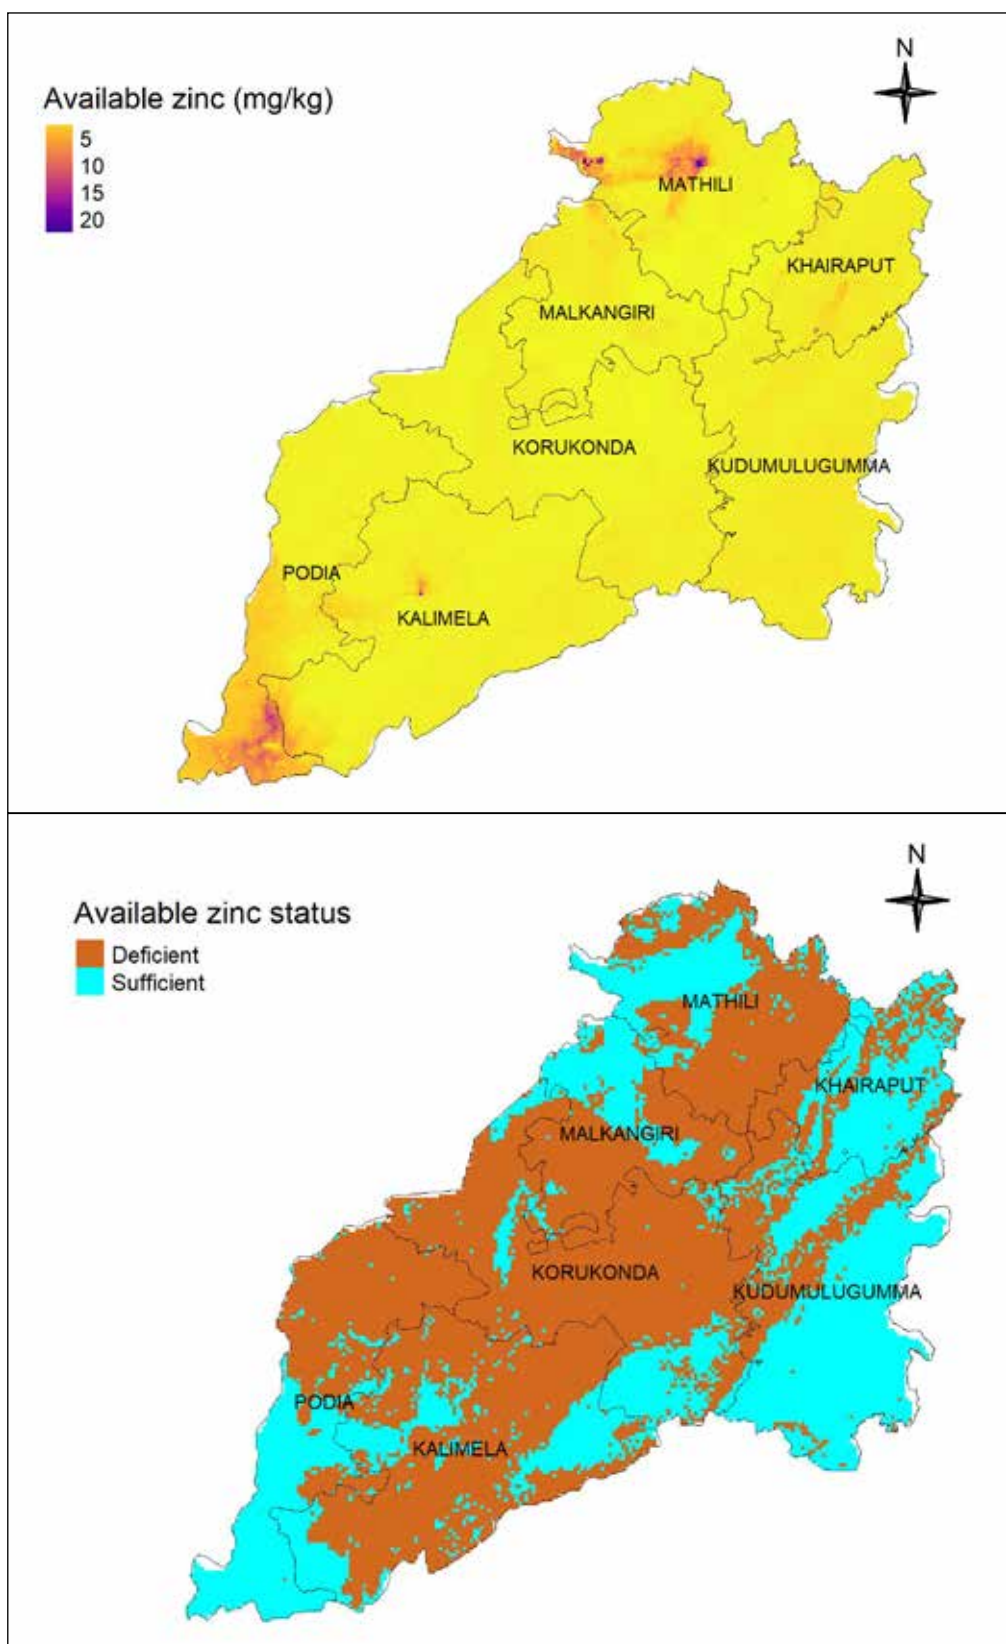 N
Available zinc (mg/kg)
5
10
15
20
MATHILI
KHAIRAPUT
MALKANGIRI
KORUKONDA
KUDUMULUGUMMA
PODIA
KALIMELA
N
Available zinc status
Deficient
Sufficient
MATHILI
KHAIRAPUT
MALKANGIRI
KORUKONDA
KUDUMULUGUMMA
PODIA
KALIMELA